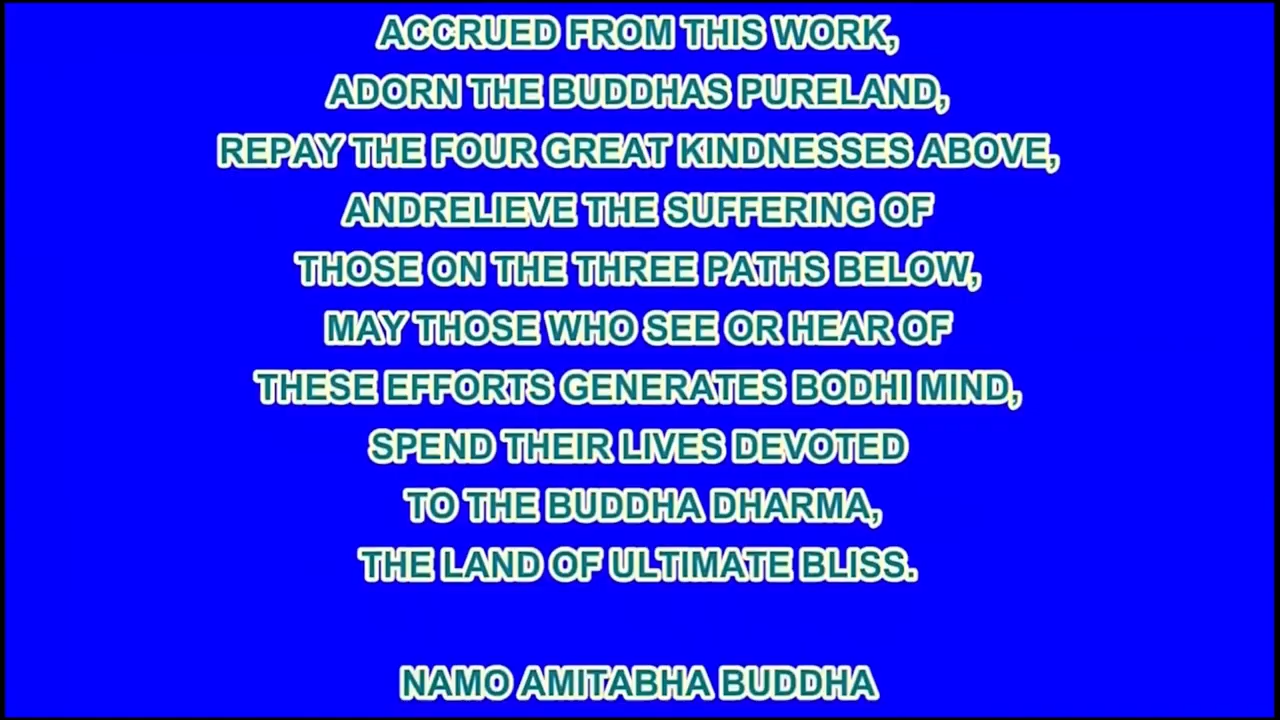 ACCRUED FROM THIS WORK,
ADORN THE BUDDHAS PURELAND,
REPAY THE FOUR GREAT KINDNESSES ABOVE,
ANDRELIEVE THE SUFFERING OF
THOSE ON THE THREE PATHS BELOW,
MAY THOSE WHO SEE OR HEAR OF
THESE EFFORTS GENERATES BODHI MIND,
SPEND THEIR LIVES DEVOTED
TO THE BUDDHA DHARMA,
THE LAND OF ULTIMATE BLISS.
NAMO AMITABHA BUDDHA